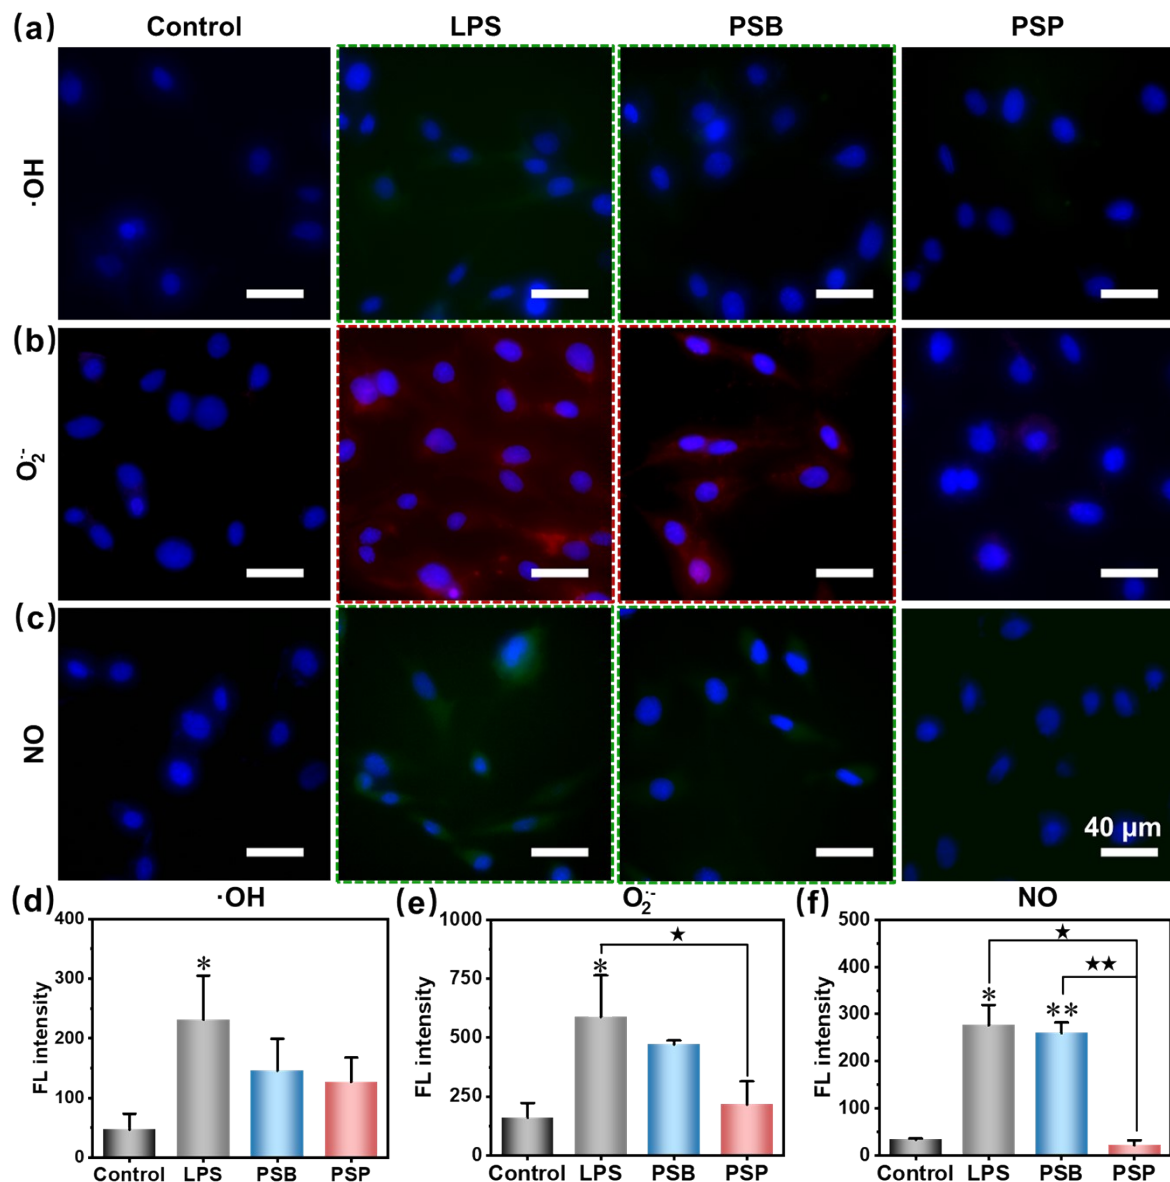 (a) Control LPS PSB PSP
·OH
(b)
O₂·⁻
(c)
NO
40 μm
(d) ·OH
FL intensity
400
300
200
100
0
Control LPS PSB PSP
*
(e) O₂·⁻
FL intensity
1000
750
500
250
0
Control LPS PSB PSP
*
★
(f) NO
FL intensity
500
400
300
200
100
0
Control LPS PSB PSP
*
**
★
★★